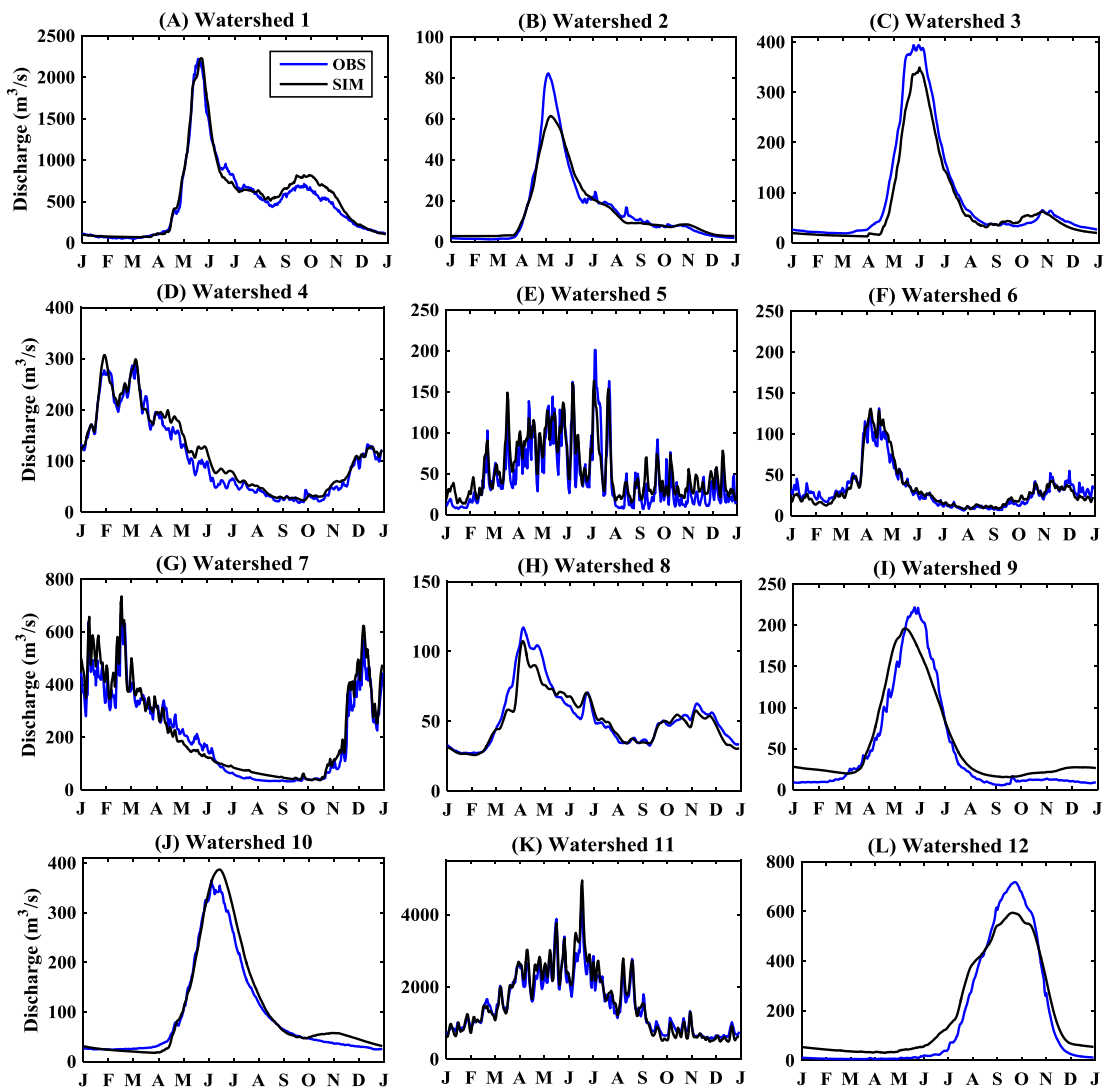 (A) Watershed 1
(B) Watershed 2
(C) Watershed 3
Discharge (m³/s)
2500
2000
1500
1000
500
0
OBS
SIM
J F M A M J J A S O N D J
100
80
60
40
20
0
J F M A M J J A S O N D J
400
300
200
100
0
J F M A M J J A S O N D J
(D) Watershed 4
(E) Watershed 5
(F) Watershed 6
Discharge (m³/s)
400
300
200
100
0
J F M A M J J A S O N D J
250
200
150
100
50
0
J F M A M J J A S O N D J
250
200
150
100
50
0
J F M A M J J A S O N D J
(G) Watershed 7
(H) Watershed 8
(I) Watershed 9
Discharge (m³/s)
800
600
400
200
0
J F M A M J J A S O N D J
150
100
50
0
J F M A M J J A S O N D J
250
200
150
100
50
0
J F M A M J J A S O N D J
(J) Watershed 10
(K) Watershed 11
(L) Watershed 12
Discharge (m³/s)
400
300
200
100
0
J F M A M J J A S O N D J
4000
2000
0
J F M A M J J A S O N D J
800
600
400
200
0
J F M A M J J A S O N D J